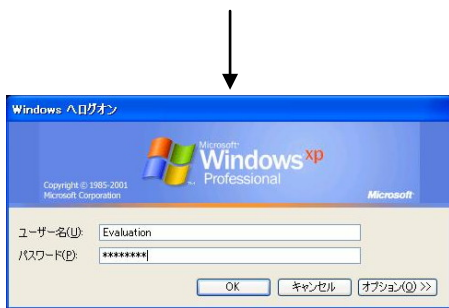 Windows へログオン
Microsoft
Windows xp
Professional
Copyright © 1985-2001
Microsoft Corporation
Microsoft
ユーザー名(U): Evaluation
パスワード(P): ********
OK キャンセル オプション(O) >>